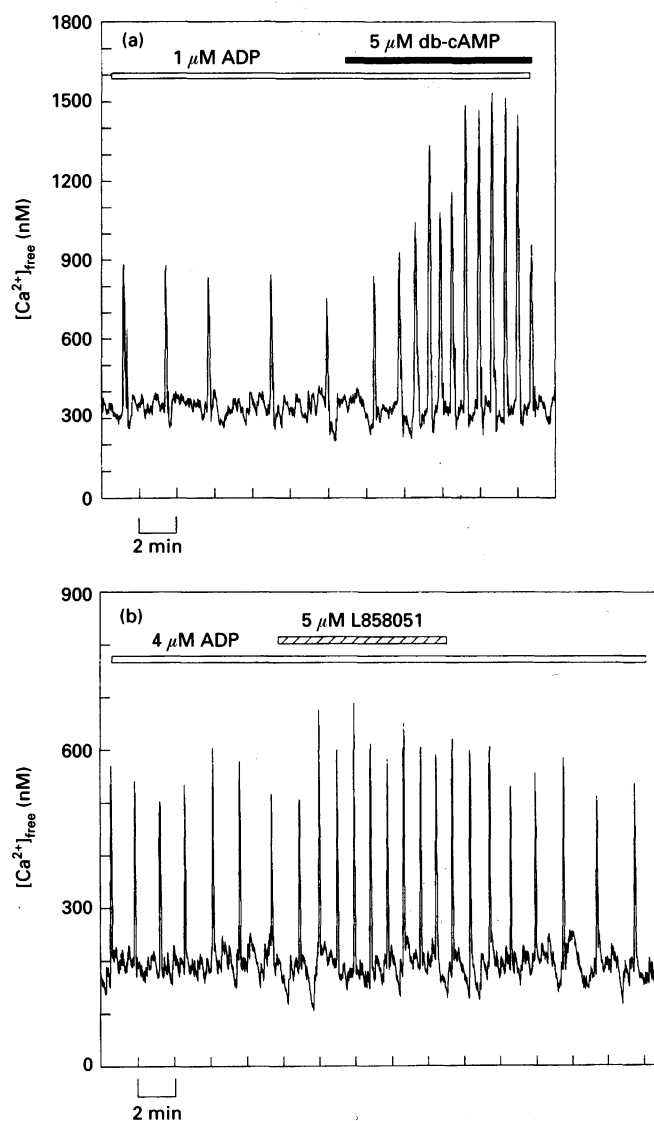 1800
(a)
5 μM db-cAMP
1 μM ADP
1500
1200
900
600
300
0
[Ca²⁺]free (nM)
2 min
900
(b)
5 μM L858051
4 μM ADP
600
300
0
[Ca²⁺]free (nM)
2 min